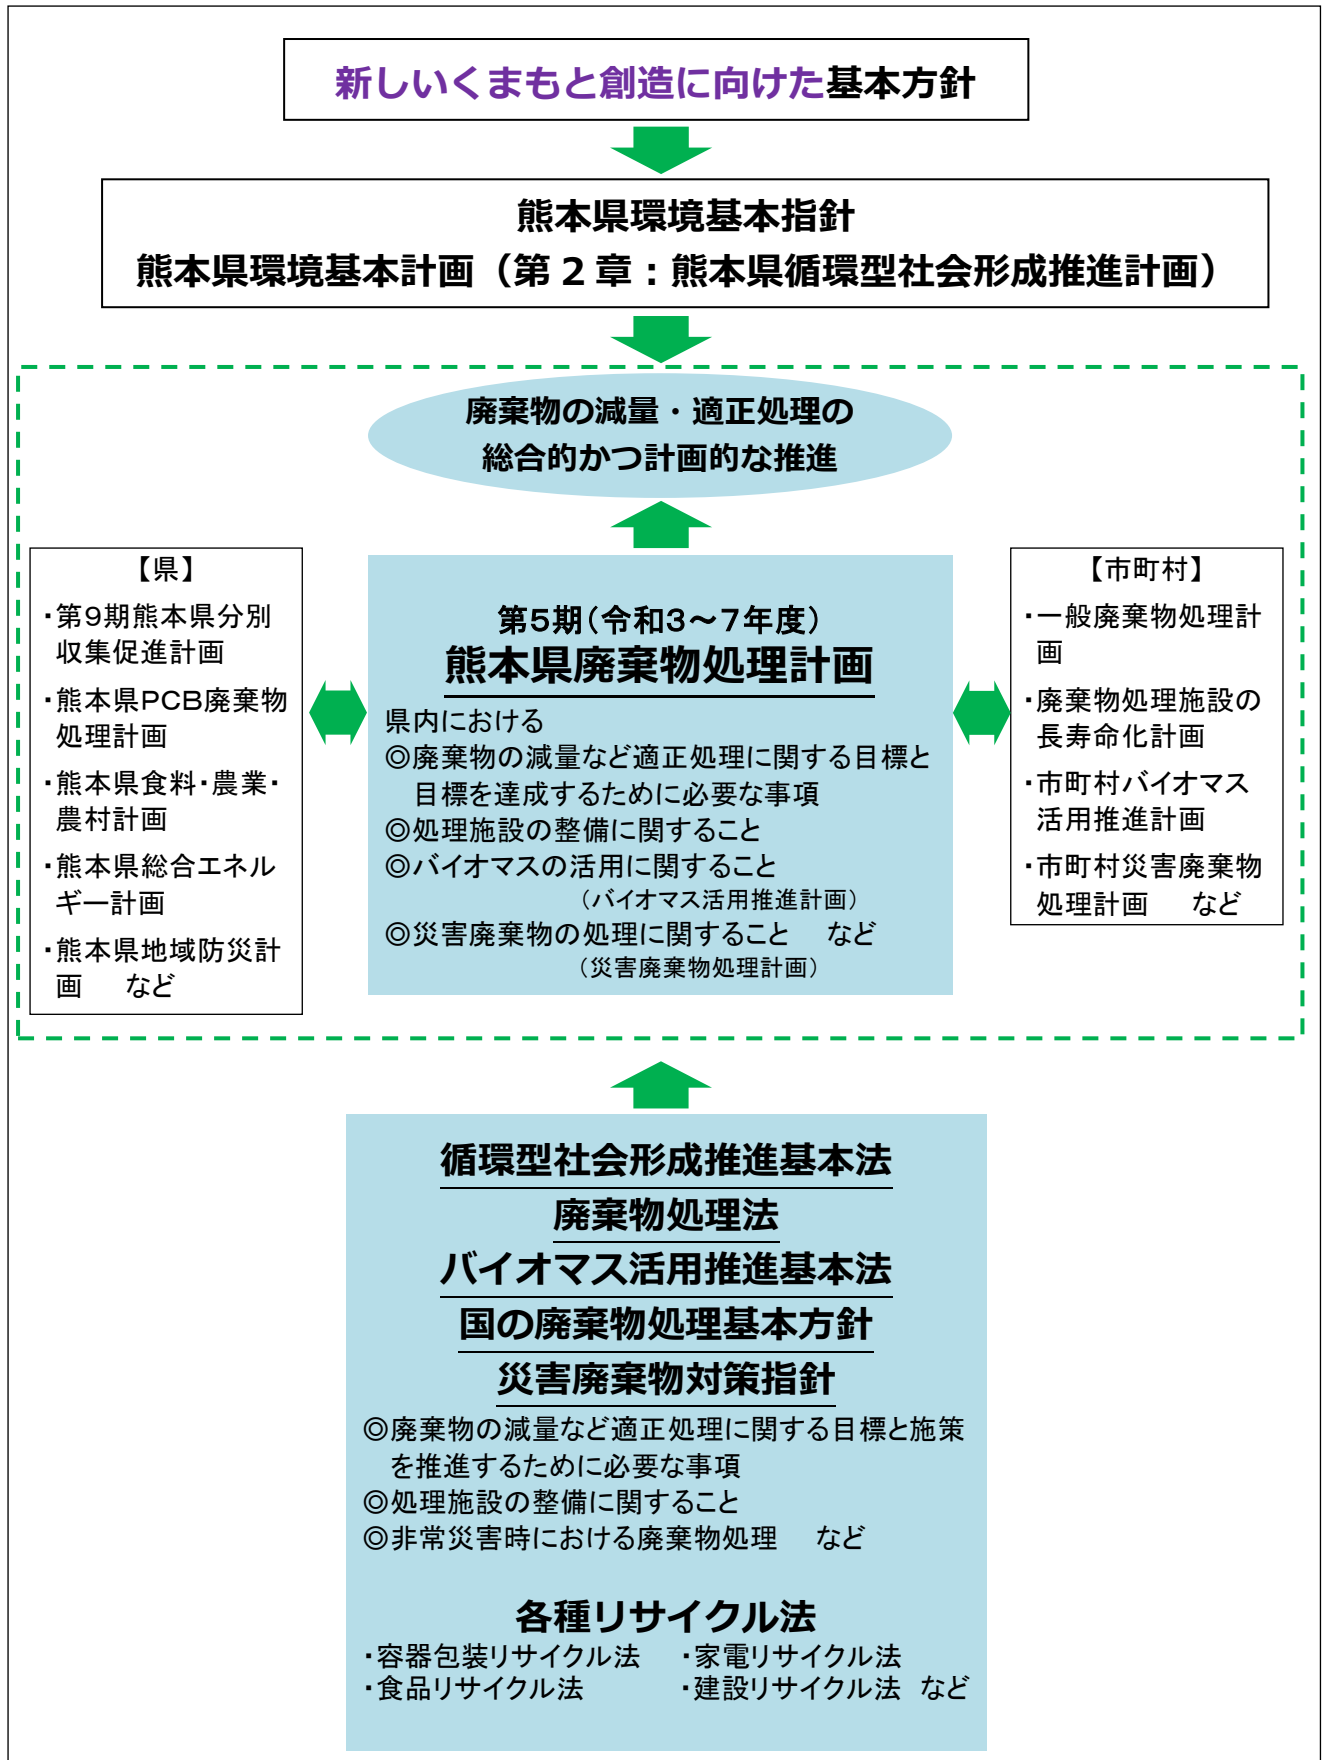 新しいくまもと創造に向けた基本方針
熊本県環境基本指針
熊本県環境基本計画（第２章：熊本県循環型社会形成推進計画）
廃棄物の減量・適正処理の
総合的かつ計画的な推進
【県】
・第９期熊本県分別
収集促進計画
・熊本県ＰＣＢ廃棄物
処理計画
・熊本県食料・農業・
農村計画
・熊本県総合エネル
ギー計画
・熊本県地域防災計
画　など
第５期（令和３～７年度）
熊本県廃棄物処理計画
県内における
◎廃棄物の減量など適正処理に関する目標と
目標を達成するために必要な事項
◎処理施設の整備に関すること
◎バイオマスの活用に関すること
（バイオマス活用推進計画）
◎災害廃棄物の処理に関すること　など
（災害廃棄物処理計画）
【市町村】
・一般廃棄物処理計
画
・廃棄物処理施設の
長寿命化計画
・市町村バイオマス
活用推進計画
・市町村災害廃棄物
処理計画　など
循環型社会形成推進基本法
廃棄物処理法
バイオマス活用推進基本法
国の廃棄物処理基本方針
災害廃棄物対策指針
◎廃棄物の減量など適正処理に関する目標と施策
を推進するために必要な事項
◎処理施設の整備に関すること
◎非常災害時における廃棄物処理　など
各種リサイクル法
・容器包装リサイクル法　・家電リサイクル法
・食品リサイクル法　・建設リサイクル法　など